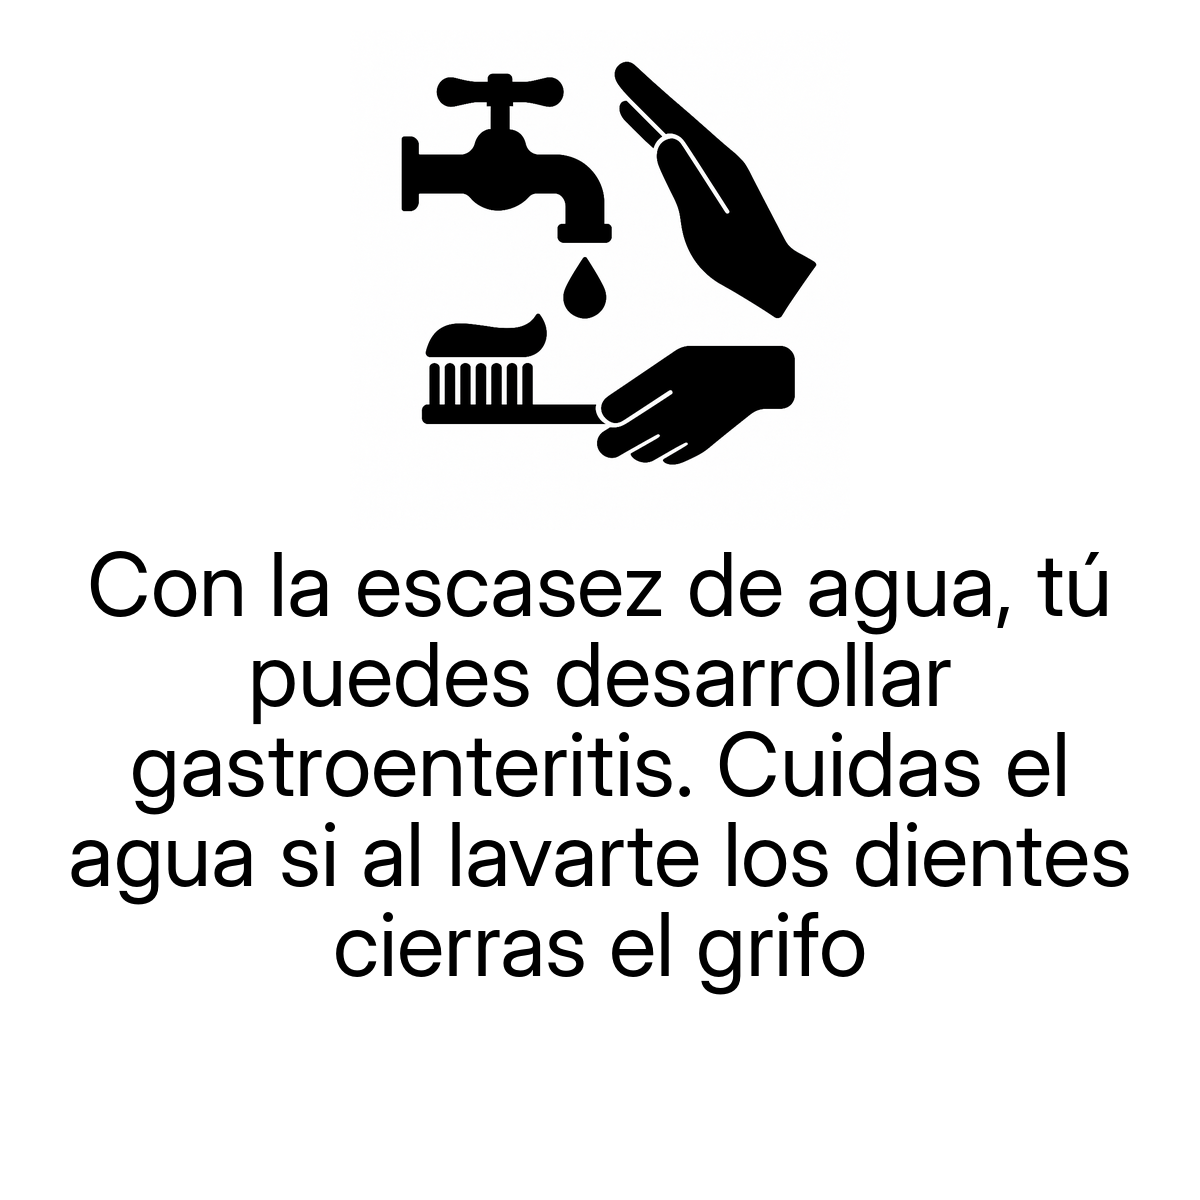 Con la escasez de agua, tú
puedes desarrollar
gastroenteritis. Cuidas el
agua si al lavarte los dientes
cierras el grifo